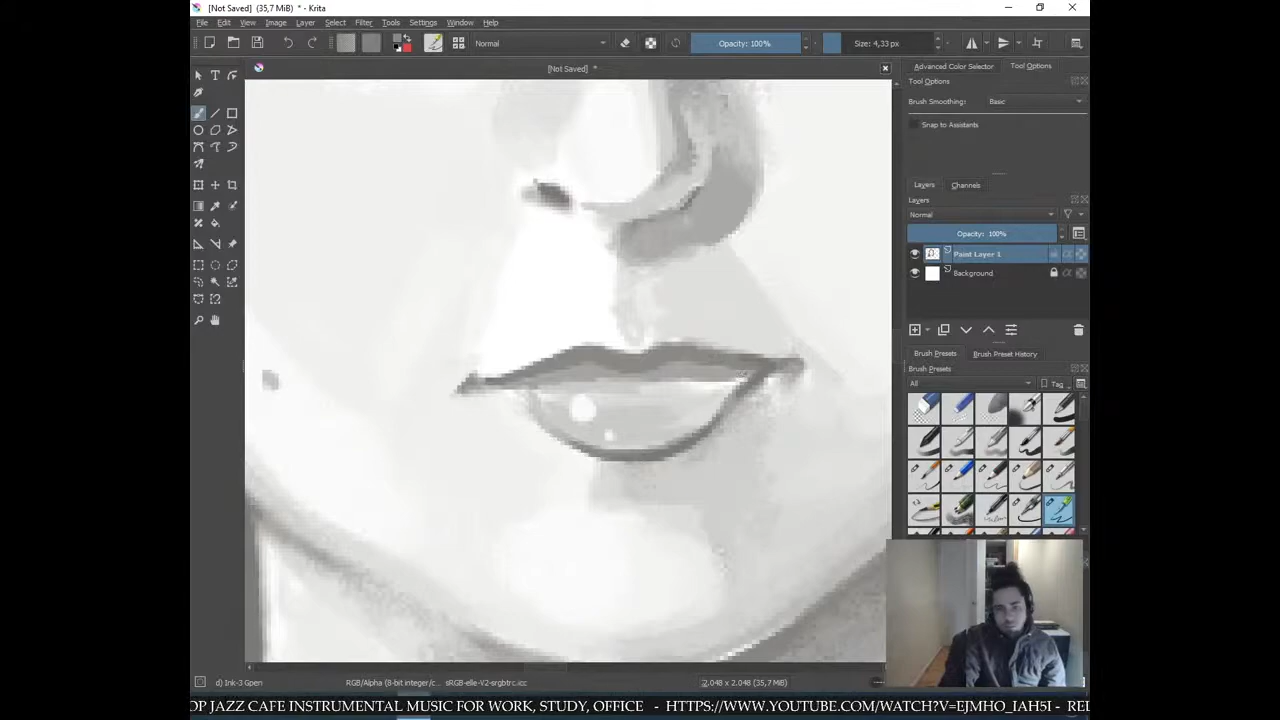 [Not Saved] (35,7 MiB) * - Krita
File Edit View Image Layer Select Filter Tools Settings Window Help
Normal
Opacity: 100%
Size: 4,33 px
[Not Saved] *
Advanced Color Selector
Tool Options
Tool Options
Brush Smoothing: Basic
Snap to Assistants
Layers
Channels
Layers
Normal
Opacity: 100%
Paint Layer 1
Background
Brush Presets
Brush Preset History
Brush Presets
All
Tag
d) Ink-3 Gpen
RGB/Alpha (8-bit integer/c... sRGB-elle-V2-srgbtrc.icc
2.048 x 2.048 (35,7 MiB)
OP JAZZ CAFE INSTRUMENTAL MUSIC FOR WORK, STUDY, OFFICE - HTTPS://WWW.YOUTUBE.COM/WATCH?V=EJMHO_IAH5I - REL